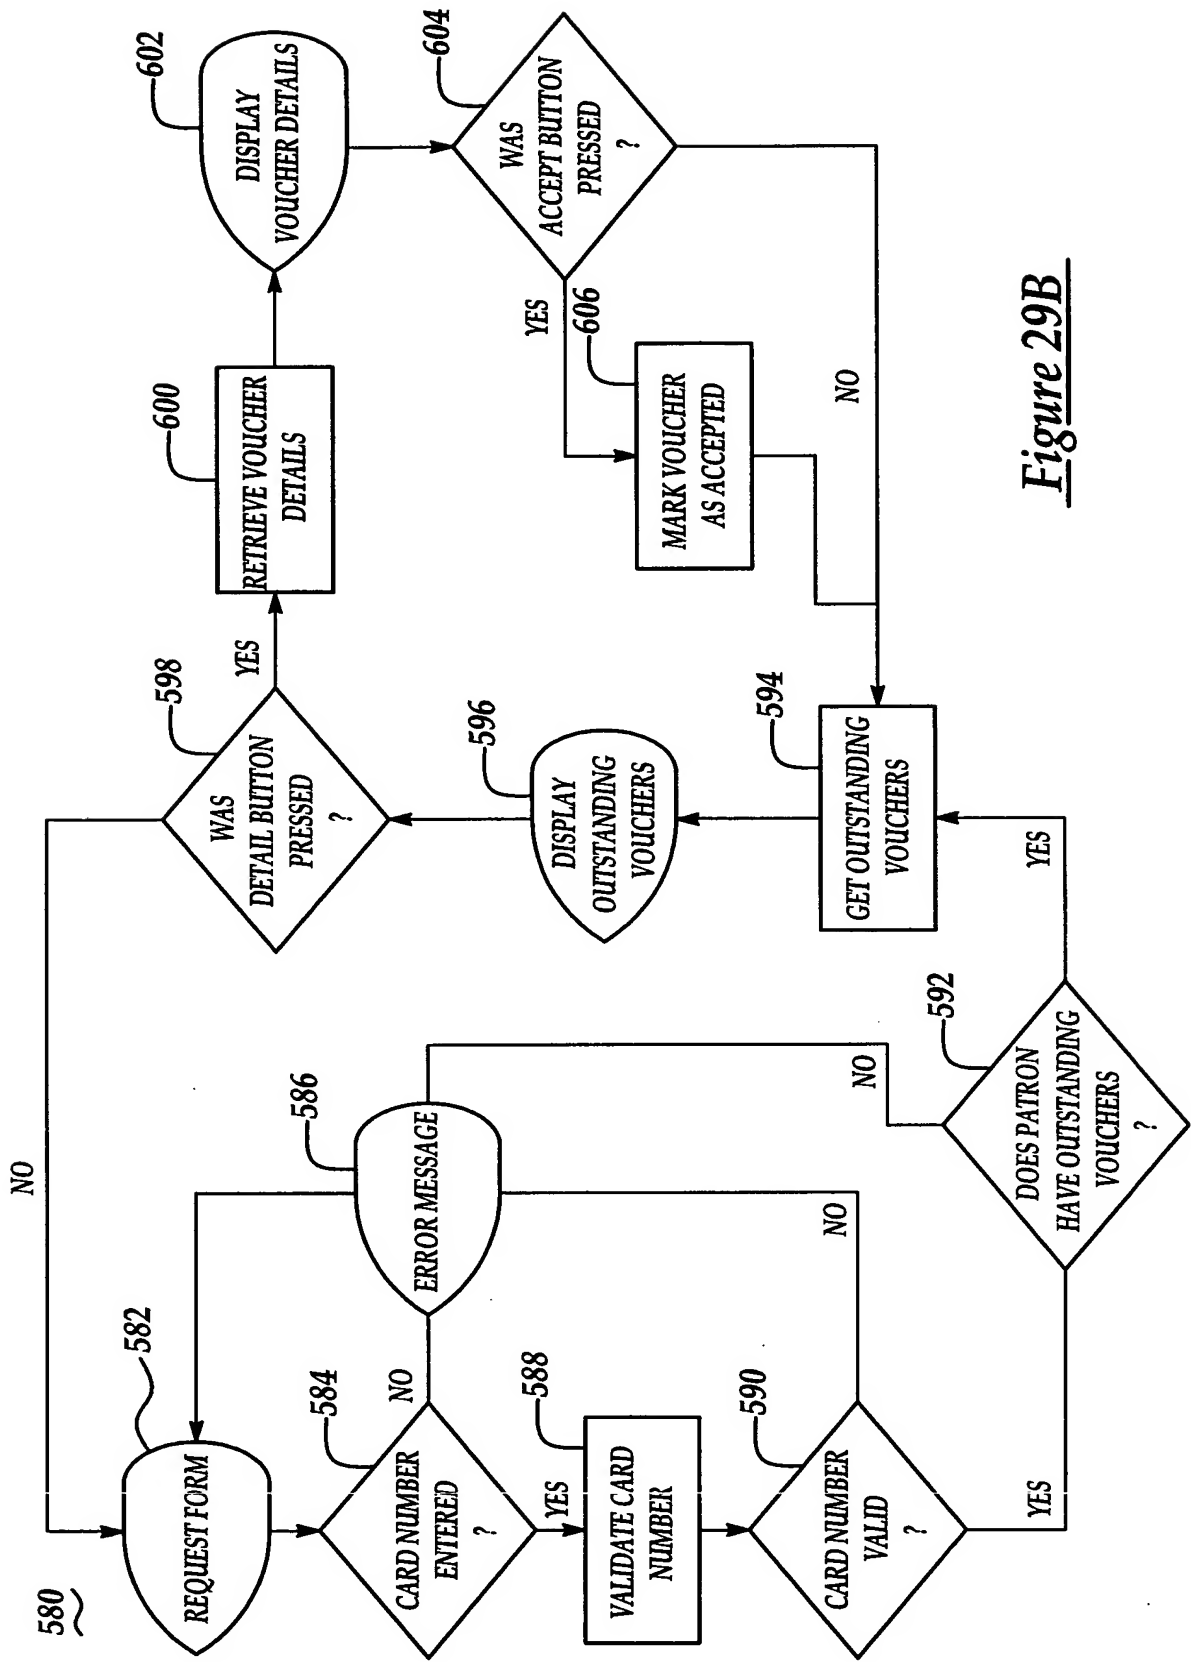 580
582
REQUEST FORM
584
CARD NUMBER
ENTERED
?
NO
YES
586
ERROR MESSAGE
588
VALIDATE CARD
NUMBER
590
CARD NUMBER
VALID
?
NO
YES
592
DOES PATRON
HAVE OUTSTANDING
VOUCHERS
?
NO
YES
594
GET OUTSTANDING
VOUCHERS
596
DISPLAY
OUTSTANDING
VOUCHERS
598
WAS
DETAIL BUTTON
PRESSED
?
NO
YES
600
RETRIEVE VOUCHER
DETAILS
602
DISPLAY
VOUCHER DETAILS
604
WAS
ACCEPT BUTTON
PRESSED
?
YES
606
MARK VOUCHER
AS ACCEPTED
NO
Figure 29B